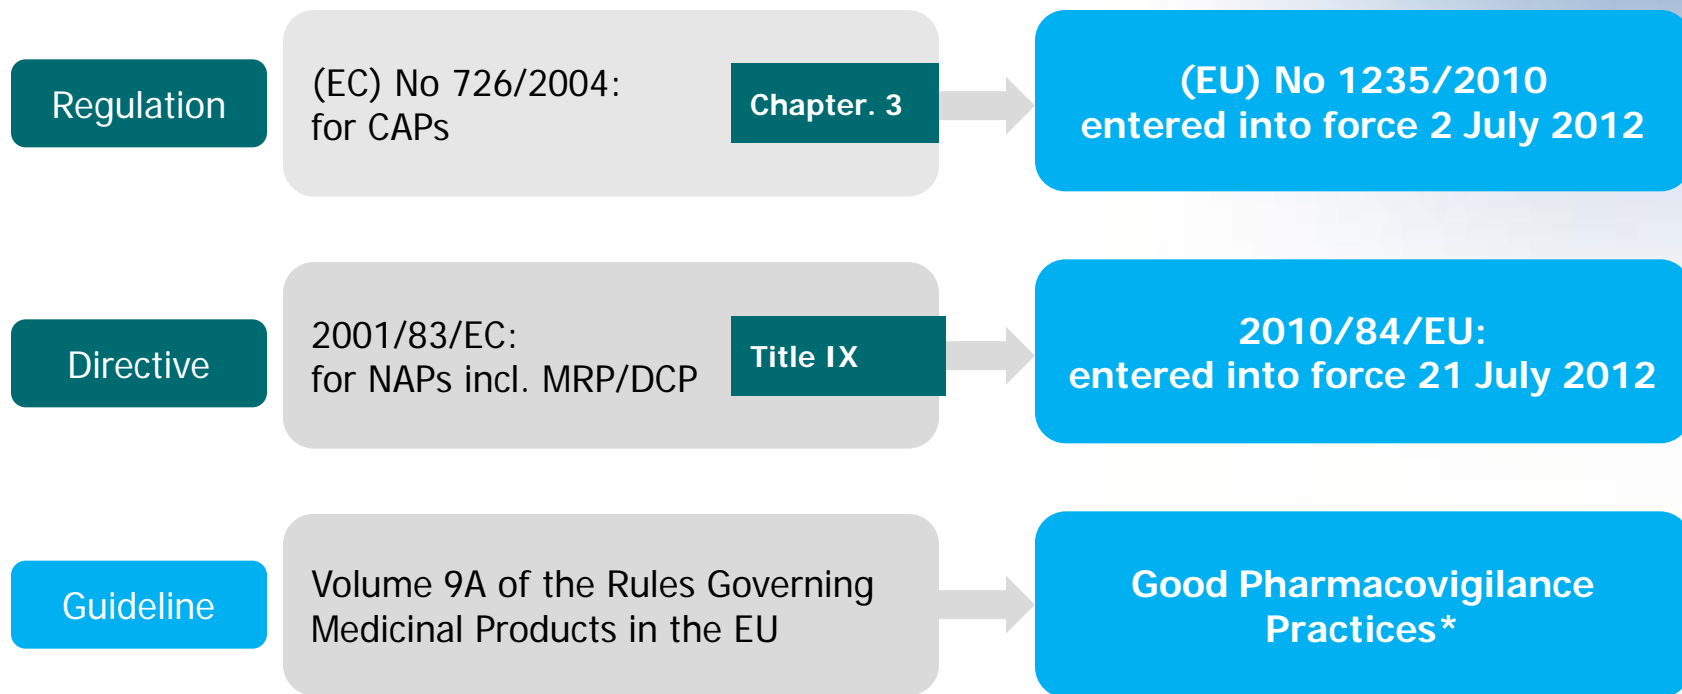 Regulation
(EC) No 726/2004:
for CAPs
Chapter. 3
(EU) No 1235/2010
entered into force 2 July 2012
Directive
2001/83/EC:
for NAPs incl. MRP/DCP
Title IX
2010/84/EU:
entered into force 21 July 2012
Guideline
Volume 9A of the Rules Governing
Medicinal Products in the EU
Good Pharmacovigilance
Practices*